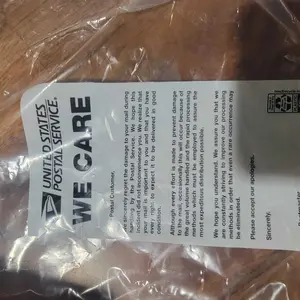 UNITED STATES
POSTAL SERVICE.
WE CARE
Postal Customer:
We sincerely regret the damage to your mail during
handling by the Postal Service. We hope this
incident did not inconvenience you. We realize that
your mail is important to you and that you have
every right to expect it to be delivered in good
condition.
Although every effort is made to prevent damage
to the mail, occasionally this will occur because of
the great volume handled and the rapid processing
methods which must be employed to assure the
most expeditious distribution possible.
We hope you understand. We assure you that we
are constantly striving to improve our processing
methods in order that even a rare occurrence may
be eliminated.
Please accept our apologies.
Sincerely,